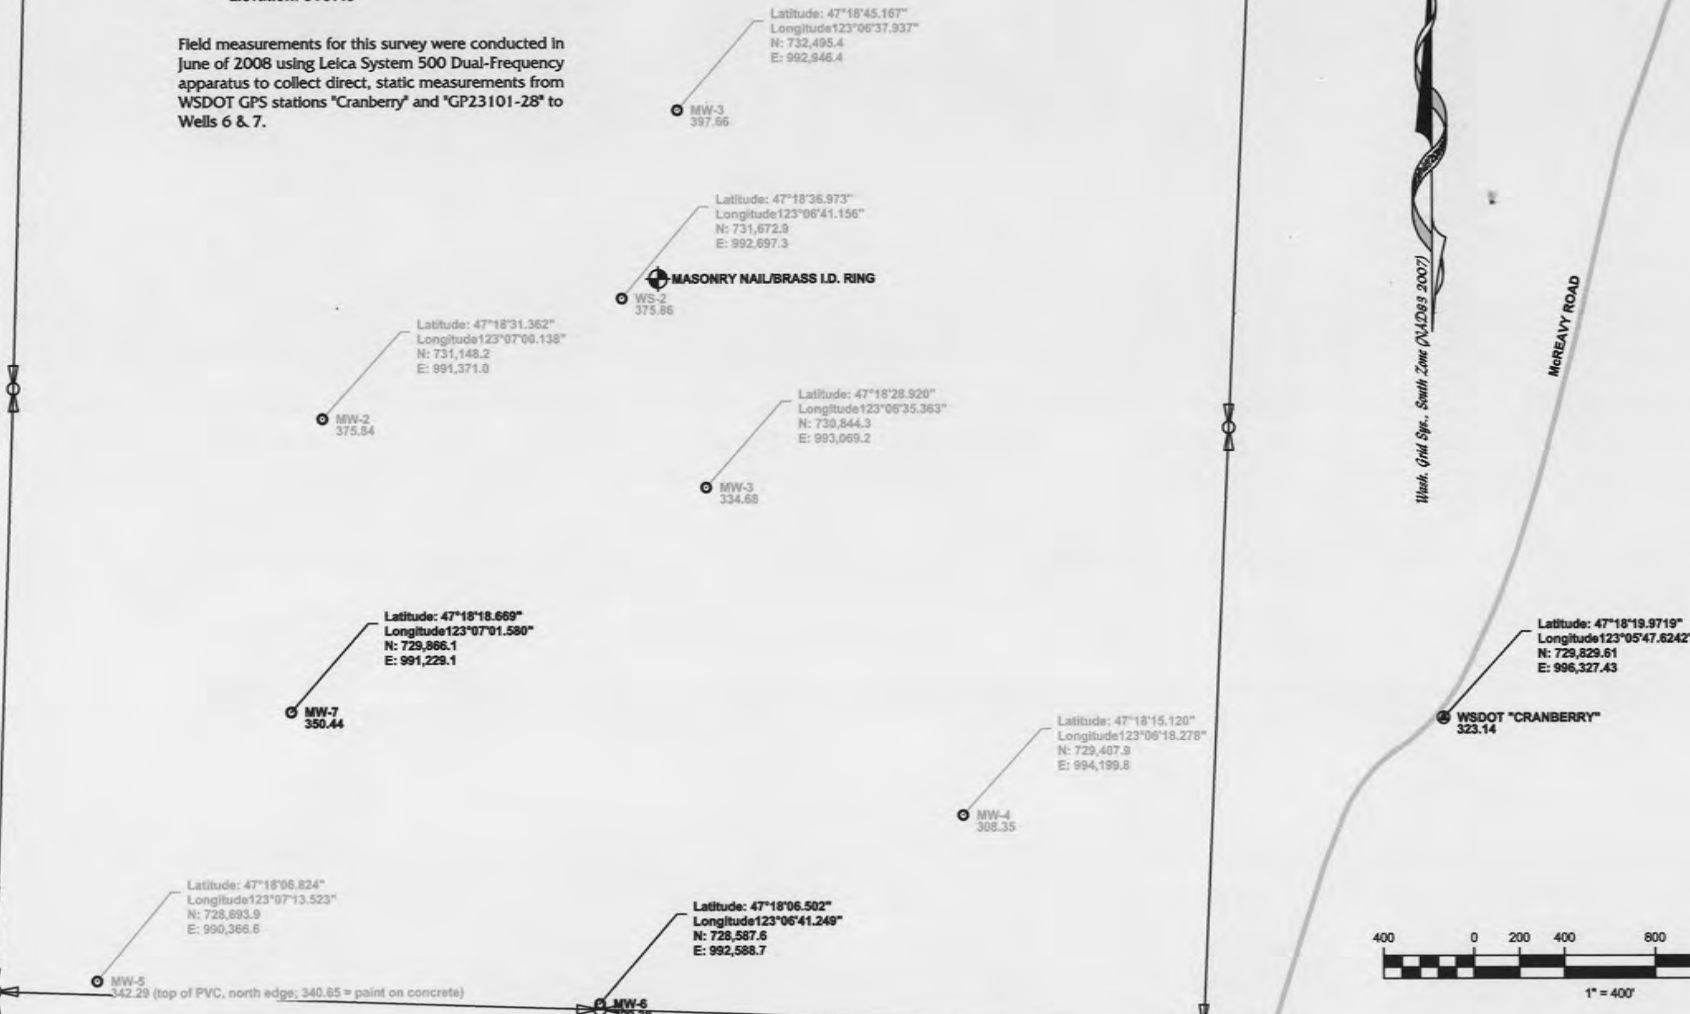 Field measurements for this survey were conducted in
June of 2008 using Leica System 500 Dual-Frequency
apparatus to collect direct, static measurements from
WSDOT GPS stations "Cranberry" and "GP23101-28" to
Wells 6 & 7.
Latitude: 47°18'45.167"
Longitude123°06'37.937"
N: 732,495.4
E: 992,946.4
MW-3
397.66
Latitude: 47°18'36.973"
Longitude123°06'41.156"
N: 731,672.9
E: 992,697.3
MASONRY NAIL/BRASS I.D. RING
WS-2
375.86
Latitude: 47°18'31.362"
Longitude123°07'00.138"
N: 731,148.2
E: 991,371.0
MW-2
375.84
Latitude: 47°18'28.920"
Longitude123°06'35.363"
N: 730,844.3
E: 993,069.2
MW-3
334.68
Wash. Grid Sys., South Zone (NAD83 2007)
McREAVY ROAD
Latitude: 47°18'18.669"
Longitude123°07'01.580"
N: 729,866.1
E: 991,229.1
MW-7
350.44
Latitude: 47°18'19.9719"
Longitude123°05'47.6242"
N: 729,829.61
E: 996,327.43
WSDOT "CRANBERRY"
323.14
Latitude: 47°18'15.120"
Longitude123°06'18.278"
N: 729,407.9
E: 994,199.8
MW-4
308.35
Latitude: 47°18'06.824"
Longitude123°07'13.523"
N: 728,693.9
E: 990,366.6
MW-5
342.29 (top of PVC, north edge; 340.65 = paint on concrete)
Latitude: 47°18'06.502"
Longitude123°06'41.249"
N: 728,587.6
E: 992,588.7
MW-6
400 0 200 400 800
1" = 400'